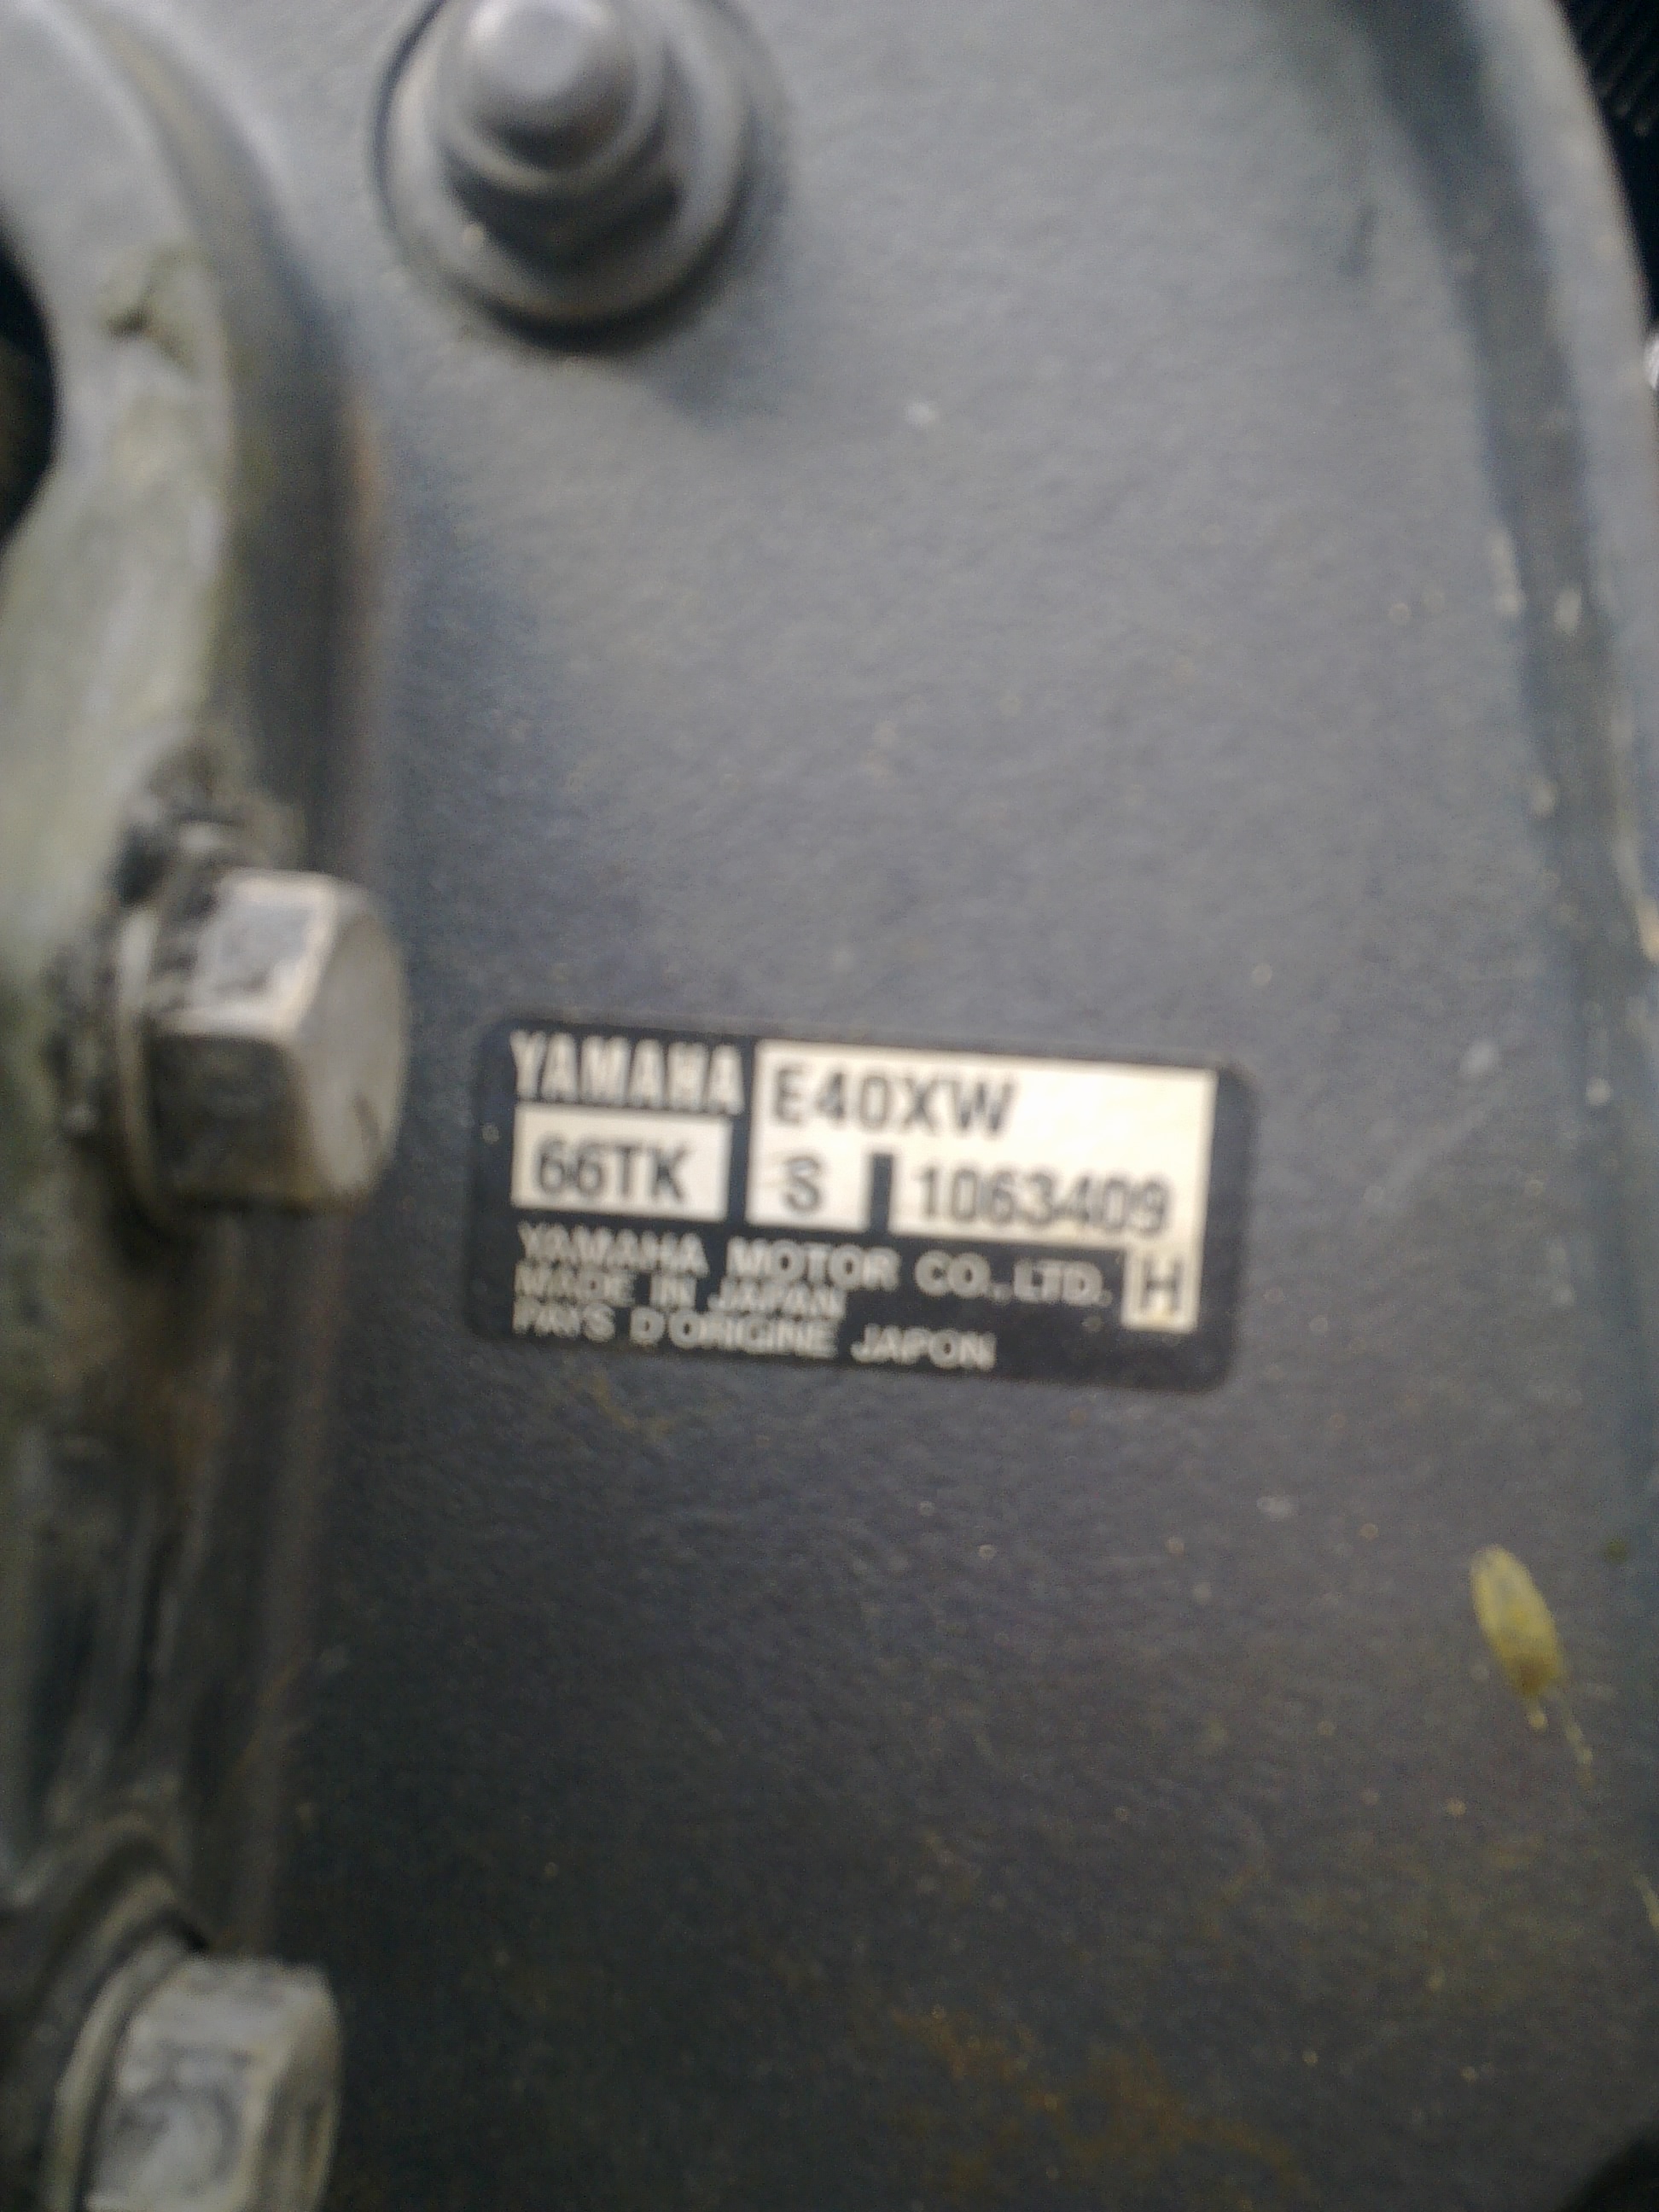 YAMAHA E40XW
66TK S 1063409
YAMAHA MOTOR CO., LTD. H
MADE IN JAPAN
PAYS D'ORIGINE JAPON